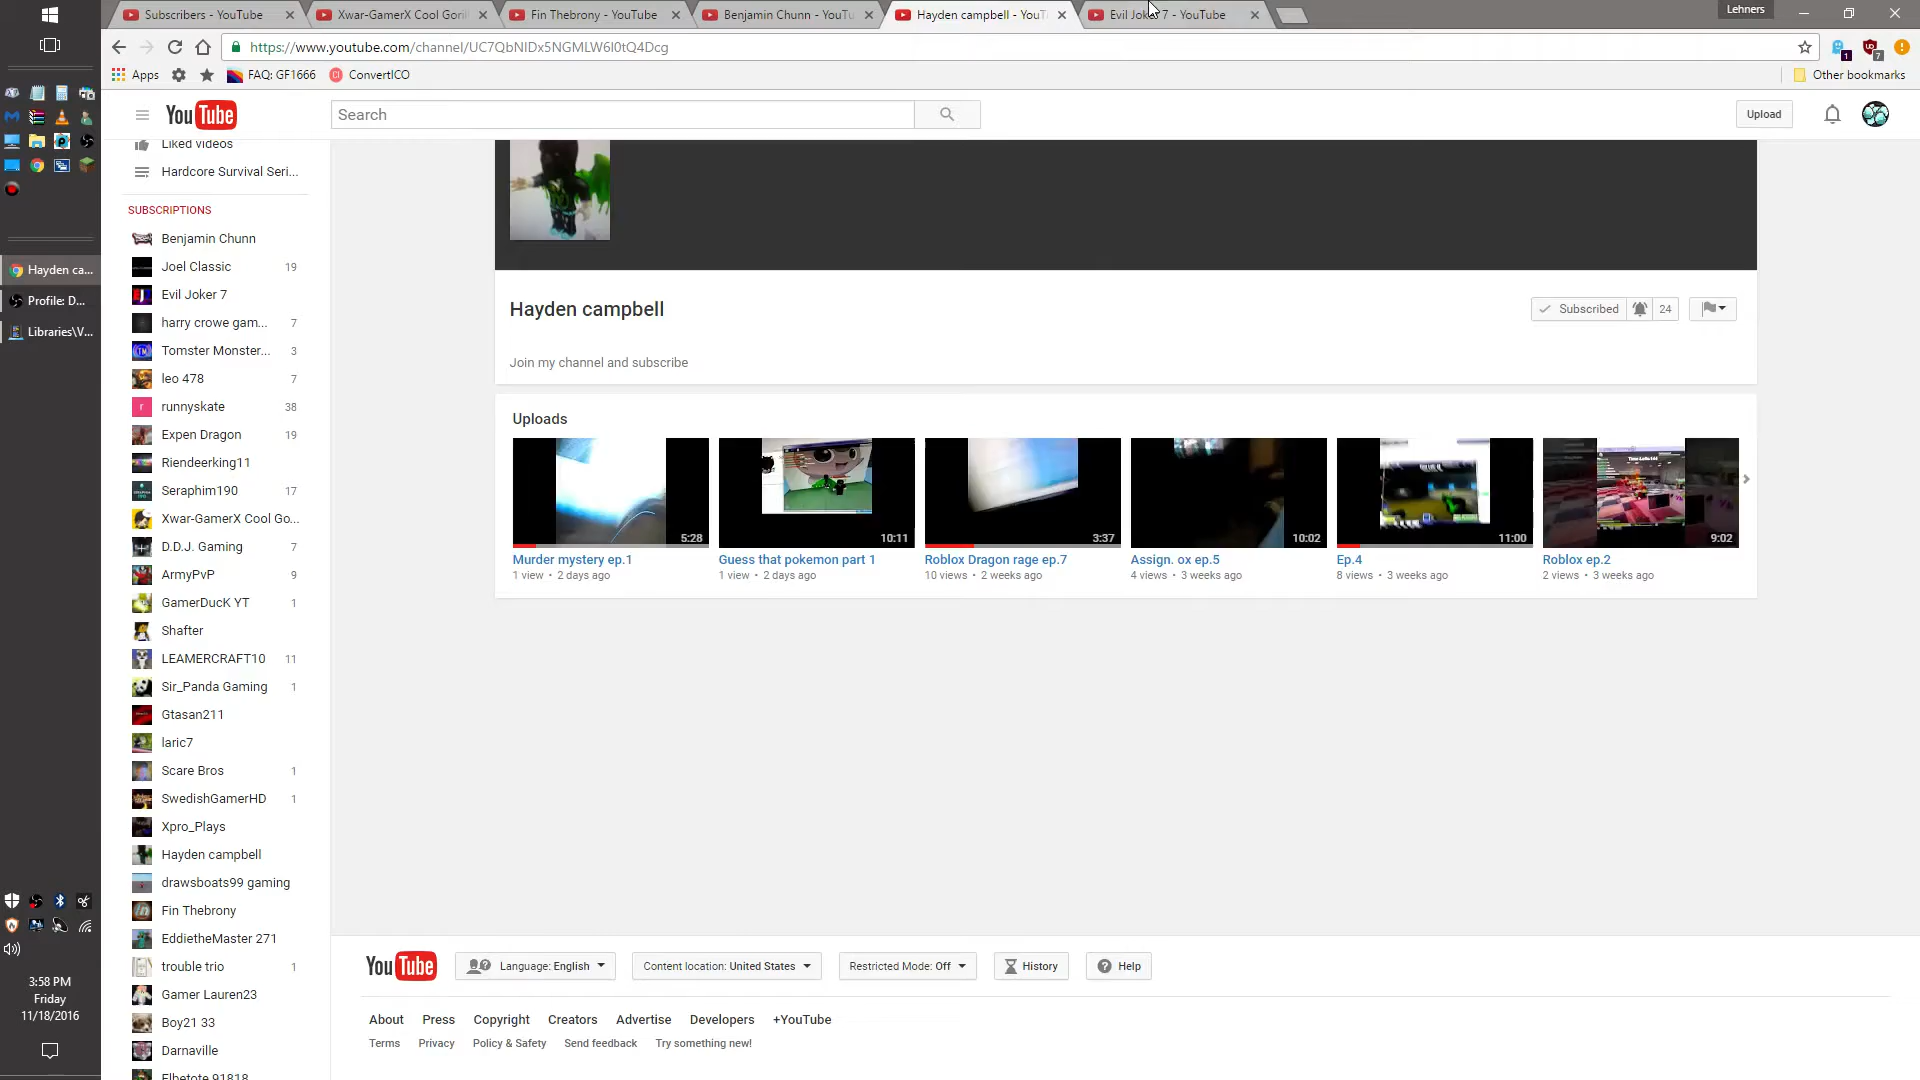 Subscribers - YouTube
Xwar-GamerX Cool Goril
Fin Thebrony - YouTube
Benjamin Chunn - YouTu
Hayden campbell - YouT
Evil Joker 7 - YouTube
Lehners
https://www.youtube.com/channel/UC7QbNIDx5NGMLW6l0tQ4Dcg
1
7
Apps
FAQ: GF1666
CI
ConvertICO
Other bookmarks
YouTube
Search
Upload
Liked videos
Hardcore Survival Seri...
SUBSCRIPTIONS
Benjamin Chunn
Joel Classic 19
Evil Joker 7
harry crowe gam... 7
Tomster Monster... 3
leo 478 7
runnyskate 38
Expen Dragon 19
Riendeerking11
Seraphim190 17
Xwar-GamerX Cool Go...
D.D.J. Gaming 7
ArmyPvP 9
GamerDucK YT 1
Shafter
LEAMERCRAFT10 11
Sir_Panda Gaming 1
Gtasan211
laric7
Scare Bros 1
SwedishGamerHD 1
Xpro_Plays
Hayden campbell
drawsboats99 gaming
Fin Thebrony
EddietheMaster 271
trouble trio 1
Gamer Lauren23
Boy21 33
Darnaville
Elbetote 91818
Hayden ca...
Profile: D...
Libraries\V...
3:58 PM
Friday
11/18/2016
Hayden campbell
Subscribed 24
Join my channel and subscribe
Uploads
5:28
10:11
3:37
10:02
11:00
9:02
Murder mystery ep.1
1 view • 2 days ago
Guess that pokemon part 1
1 view • 2 days ago
Roblox Dragon rage ep.7
10 views • 2 weeks ago
Assign. ox ep.5
4 views • 3 weeks ago
Ep.4
8 views • 3 weeks ago
Roblox ep.2
2 views • 3 weeks ago
YouTube
Language: English
Content location: United States
Restricted Mode: Off
History
Help
About Press Copyright Creators Advertise Developers +YouTube
Terms Privacy Policy & Safety Send feedback Try something new!